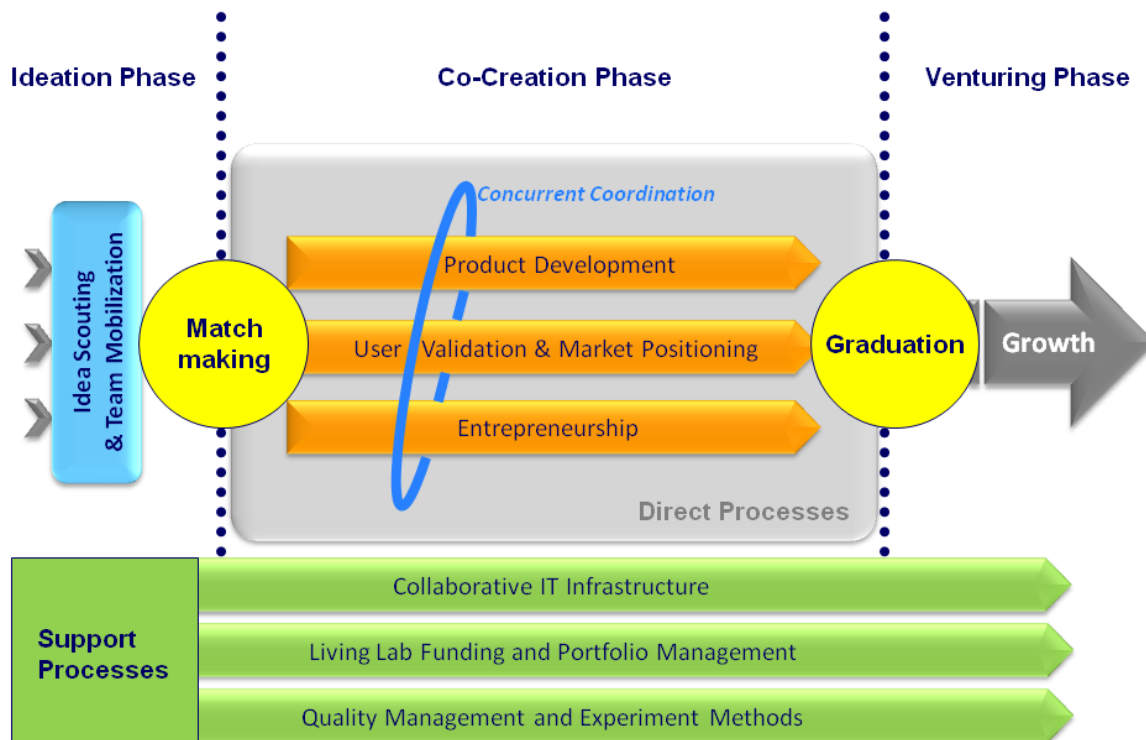 Ideation Phase
Co-Creation Phase
Venturing Phase
Idea Scouting
& Team Mobilization
Match
making
Concurrent Coordination
Product Development
User Validation & Market Positioning
Entrepreneurship
Direct Processes
Graduation
Growth
Support
Processes
Collaborative IT Infrastructure
Living Lab Funding and Portfolio Management
Quality Management and Experiment Methods